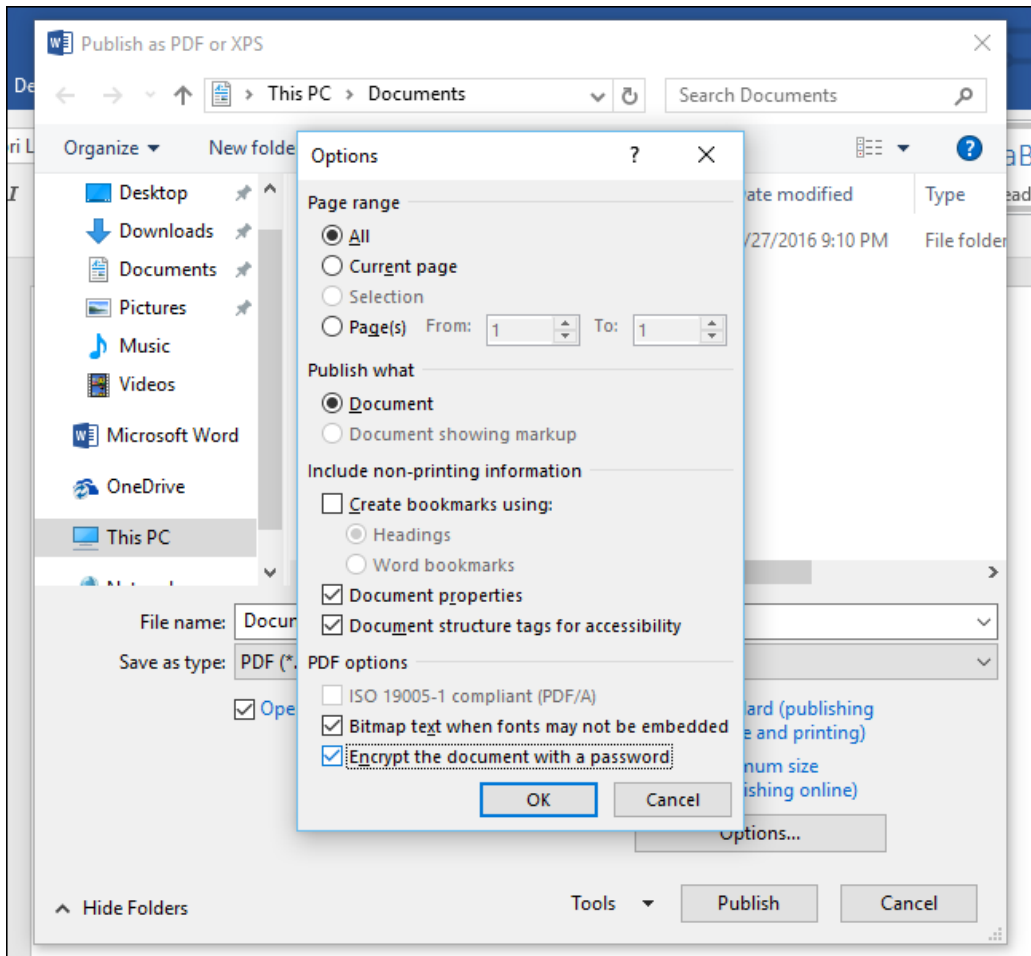 Publish as PDF or XPS
This PC > Documents
Search Documents
Organize
New folde
Desktop
Downloads
Documents
Pictures
Music
Videos
Microsoft Word
OneDrive
This PC
ate modified
Type
/27/2016 9:10 PM
File folder
Options
?
Page range
All
Current page
Selection
Page(s) From: 1 To: 1
Publish what
Document
Document showing markup
Include non-printing information
Create bookmarks using:
Headings
Word bookmarks
Document properties
Document structure tags for accessibility
PDF options
ISO 19005-1 compliant (PDF/A)
Bitmap text when fonts may not be embedded
Encrypt the document with a password
OK
Cancel
File name: Docur
Save as type: PDF (*.
Ope
lard (publishing
e and printing)
num size
ishing online)
Options...
Hide Folders
Tools
Publish
Cancel